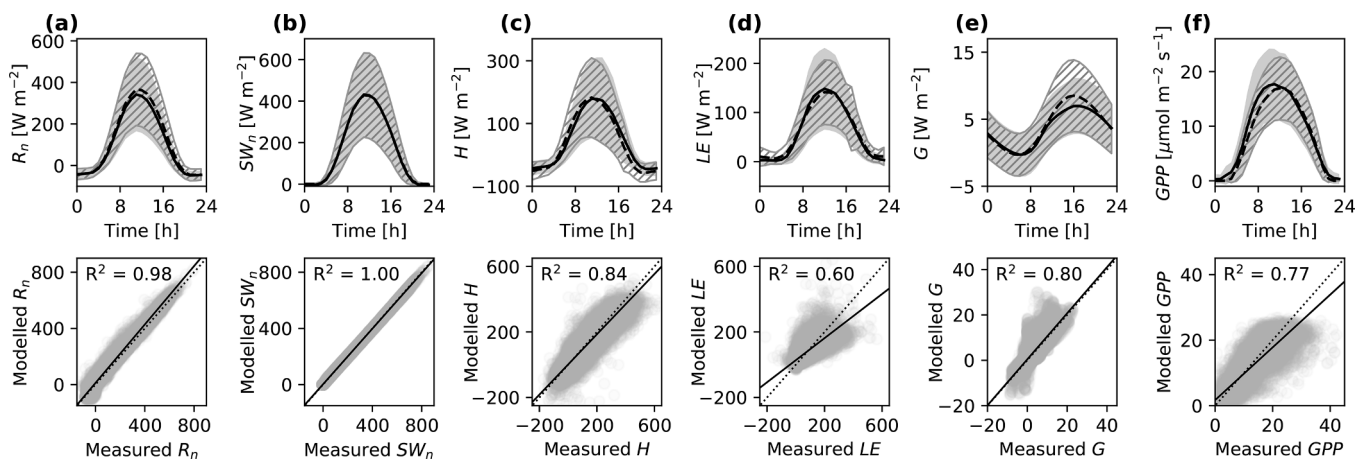 (a)
(b)
(c)
(d)
(e)
(f)
Rₙ [W m⁻²]
600
400
200
0
0 8 16 24
Time [h]
SWₙ [W m⁻²]
600
400
200
0
0 8 16 24
Time [h]
H [W m⁻²]
300
100
−100
0 8 16 24
Time [h]
LE [W m⁻²]
200
100
0
0 8 16 24
Time [h]
G [W m⁻²]
15
5
−5
0 8 16 24
Time [h]
GPP [μmol m⁻² s⁻¹]
20
10
0
0 8 16 24
Time [h]
Modelled Rₙ
R² = 0.98
800
400
0
0 400 800
Measured Rₙ
Modelled SWₙ
R² = 1.00
800
400
0
0 400 800
Measured SWₙ
Modelled H
R² = 0.84
600
200
−200
−200 200 600
Measured H
Modelled LE
R² = 0.60
600
200
−200
−200 200 600
Measured LE
Modelled G
R² = 0.80
40
20
0
−20
−20 0 20 40
Measured G
Modelled GPP
R² = 0.77
40
20
0
0 20 40
Measured GPP